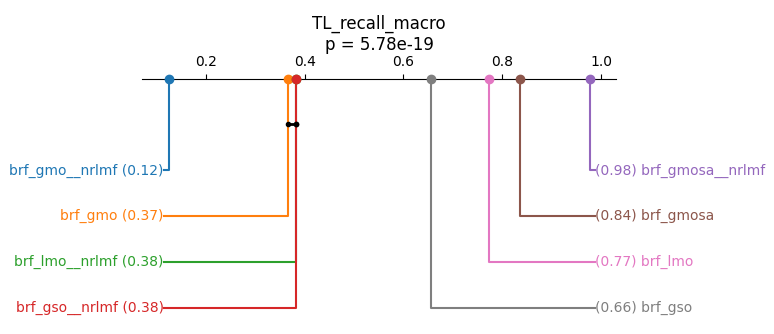 TL_recall_macro
p = 5.78e-19
0.2 0.4 0.6 0.8 1.0
brf_gmo__nrlmf (0.12) (0.98) brf_gmosa__nrlmf
brf_gmo (0.37) (0.84) brf_gmosa
brf_lmo__nrlmf (0.38) (0.77) brf_lmo
brf_gso__nrlmf (0.38) (0.66) brf_gso